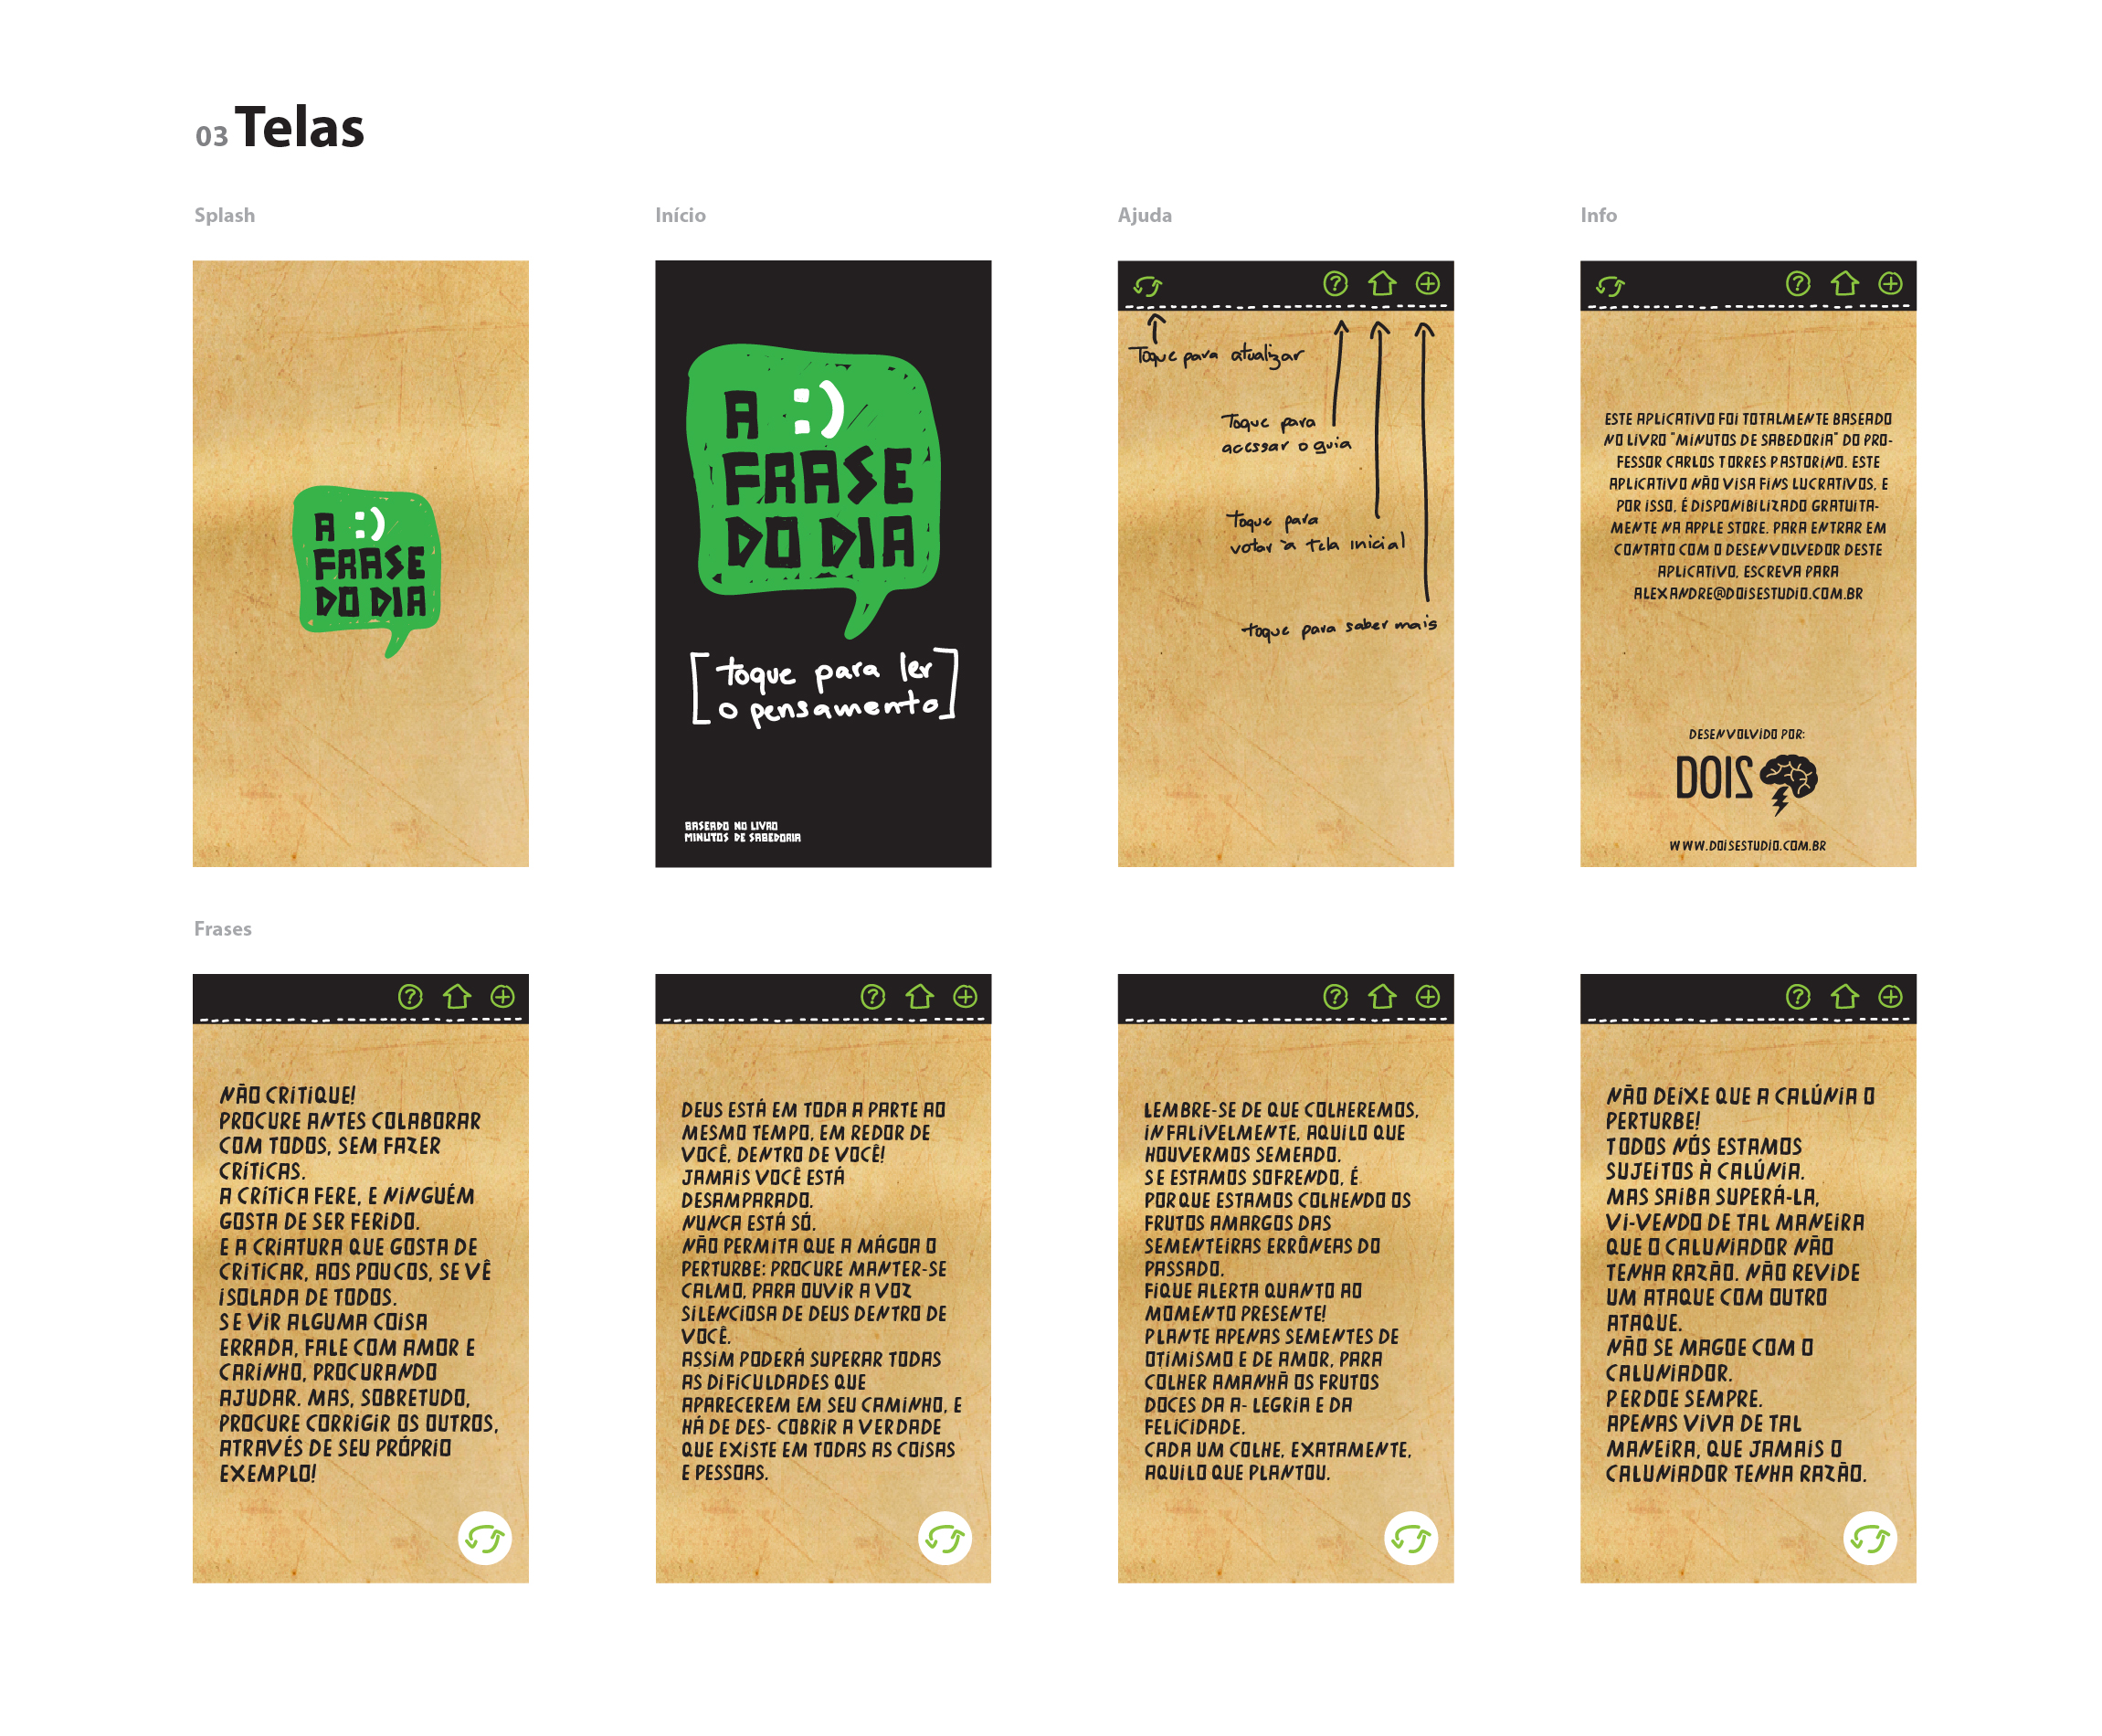 03 Telas
Splash
Início
Ajuda
Info
A :)
FRASE
DO DIA
A :)
FRASE
DO DIA
[toque para ler
o pensamento]
BASEADO NO LIVRO
MINUTOS DE SABEDORIA
Toque para atualizar
Toque para
acessar o guia
Toque para
voltar à tela inicial
toque para saber mais
ESTE APLICATIVO FOI TOTALMENTE BASEADO
NO LIVRO "MINUTOS DE SABEDORIA" DO PRO-
FESSOR CARLOS TORRES PASTORINO. ESTE
APLICATIVO NÃO VISA FINS LUCRATIVOS, E
POR ISSO, É DISPONIBILIZADO GRATUITA-
MENTE NA APPLE STORE. PARA ENTRAR EM
CONTATO COM O DESENVOLVEDOR DESTE
APLICATIVO, ESCREVA PARA
ALEXANDRE@DOISESTUDIO.COM.BR
DESENVOLVIDO POR:
DOIS
WWW.DOISESTUDIO.COM.BR
Frases
NÃO CRITIQUE!
PROCURE ANTES COLABORAR
COM TODOS, SEM FAZER
CRÍTICAS.
A CRÍTICA FERE, E NINGUÉM
GOSTA DE SER FERIDO.
E A CRIATURA QUE GOSTA DE
CRITICAR, AOS POUCOS, SE VÊ
ISOLADA DE TODOS.
SE VIR ALGUMA COISA
ERRADA, FALE COM AMOR E
CARINHO, PROCURANDO
AJUDAR. MAS, SOBRETUDO,
PROCURE CORRIGIR OS OUTROS,
ATRAVÉS DE SEU PRÓPRIO
EXEMPLO!
DEUS ESTÁ EM TODA A PARTE AO
MESMO TEMPO, EM REDOR DE
VOCÊ, DENTRO DE VOCÊ!
JAMAIS VOCÊ ESTÁ
DESAMPARADO.
NUNCA ESTÁ SÓ.
NÃO PERMITA QUE A MÁGOA O
PERTURBE: PROCURE MANTER-SE
CALMO, PARA OUVIR A VOZ
SILENCIOSA DE DEUS DENTRO DE
VOCÊ.
ASSIM PODERÁ SUPERAR TODAS
AS DIFICULDADES QUE
APARECEREM EM SEU CAMINHO, E
HÁ DE DES- COBRIR A VERDADE
QUE EXISTE EM TODAS AS COISAS
E PESSOAS.
LEMBRE-SE DE QUE COLHEREMOS,
INFALIVELMENTE, AQUILO QUE
HOUVERMOS SEMEADO.
SE ESTAMOS SOFRENDO, É
PORQUE ESTAMOS COLHENDO OS
FRUTOS AMARGOS DAS
SEMENTEIRAS ERRÔNEAS DO
PASSADO.
FIQUE ALERTA QUANTO AO
MOMENTO PRESENTE!
PLANTE APENAS SEMENTES DE
OTIMISMO E DE AMOR, PARA
COLHER AMANHÃ OS FRUTOS
DOCES DA A- LEGRIA E DA
FELICIDADE.
CADA UM COLHE, EXATAMENTE,
AQUILO QUE PLANTOU.
NÃO DEIXE QUE A CALÚNIA O
PERTURBE!
TODOS NÓS ESTAMOS
SUJEITOS À CALÚNIA.
MAS SAIBA SUPERÁ-LA,
VI-VENDO DE TAL MANEIRA
QUE O CALUNIADOR NÃO
TENHA RAZÃO. NÃO REVIDE
UM ATAQUE COM OUTRO
ATAQUE.
NÃO SE MAGOE COM O
CALUNIADOR.
PERDOE SEMPRE.
APENAS VIVA DE TAL
MANEIRA, QUE JAMAIS O
CALUNIADOR TENHA RAZÃO.